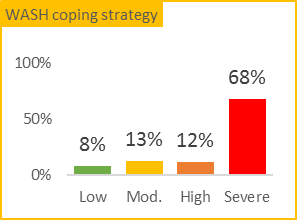 WASH coping strategy
100%
50%
0%
8%
13%
12%
68%
Low
Mod.
High
Severe